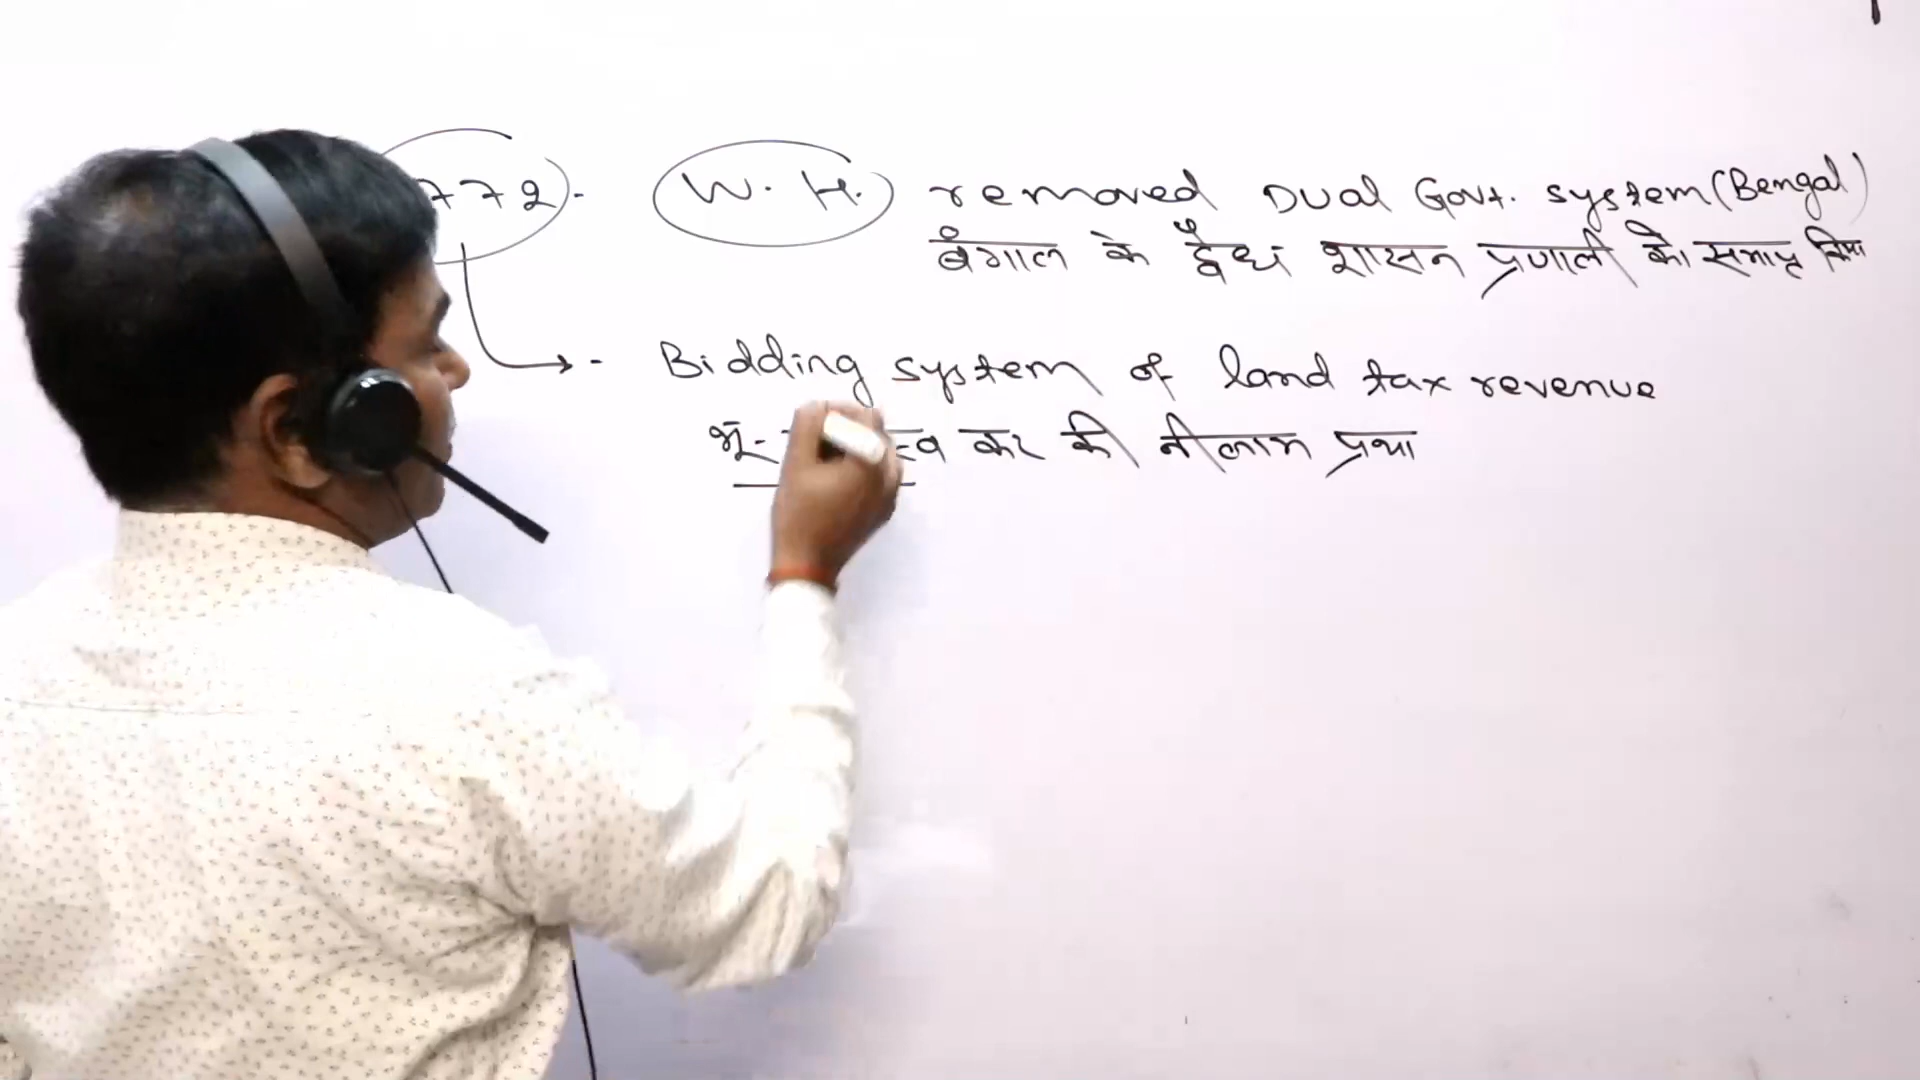 772 - W. H. removed Dual Govt. system (Bengal)
बंगाल के द्वैध शासन प्रणाली को समाप्त किया
- Bidding system of land tax revenue
भू- स्व कर की नीलाम प्रथा